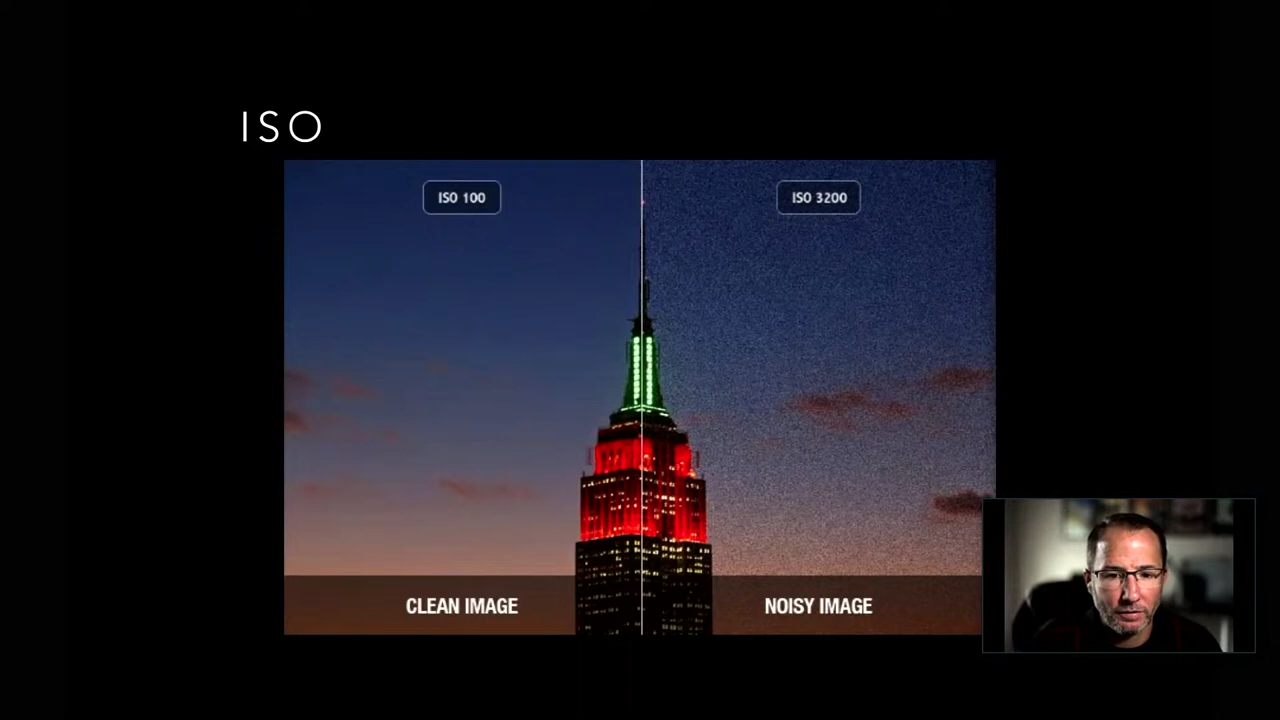 ISO
ISO 100
ISO 3200
CLEAN IMAGE
NOISY IMAGE